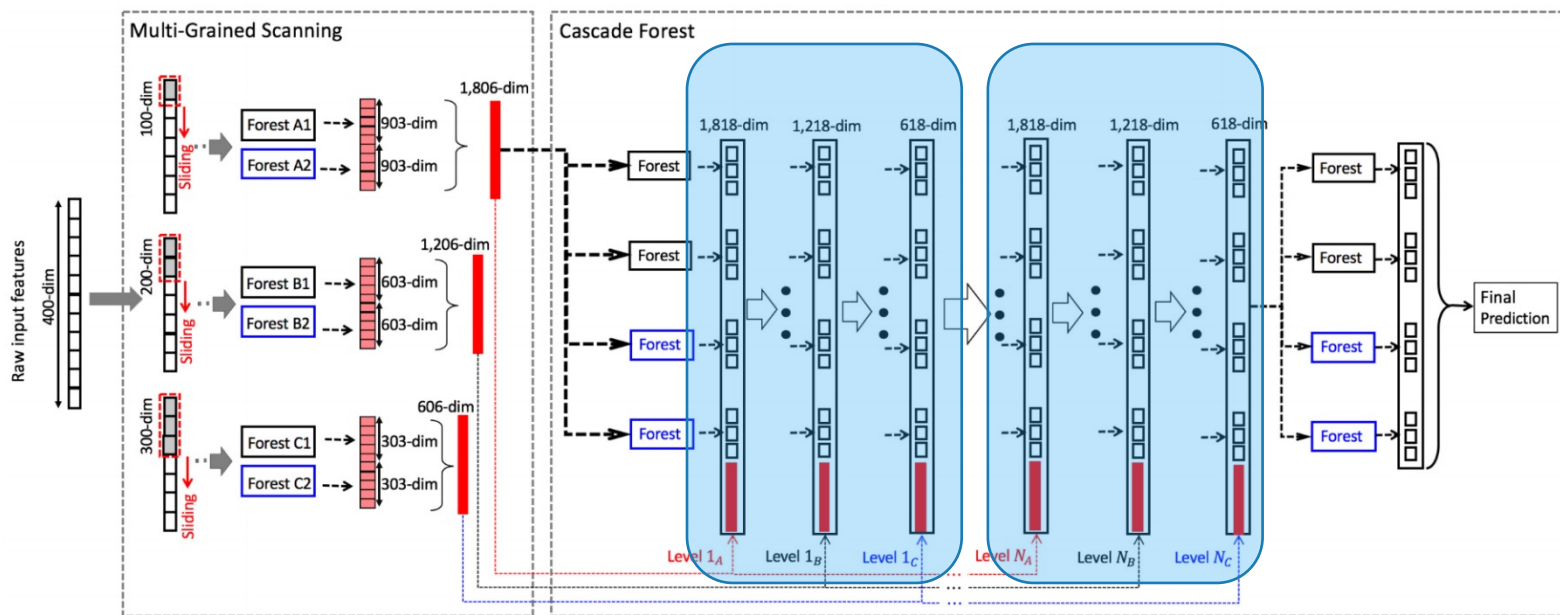 Multi-Grained Scanning
Cascade Forest
Raw input features
400-dim
100-dim
Sliding
Forest A1
Forest A2
903-dim
903-dim
1,806-dim
200-dim
Sliding
Forest B1
Forest B2
603-dim
603-dim
1,206-dim
300-dim
Sliding
Forest C1
Forest C2
303-dim
303-dim
606-dim
Forest
Forest
Forest
Forest
1,818-dim
1,218-dim
618-dim
1,818-dim
1,218-dim
618-dim
Level 1A
Level 1B
Level 1C
...
Level NA
Level NB
Level NC
...
...
Forest
Forest
Forest
Forest
Final
Prediction